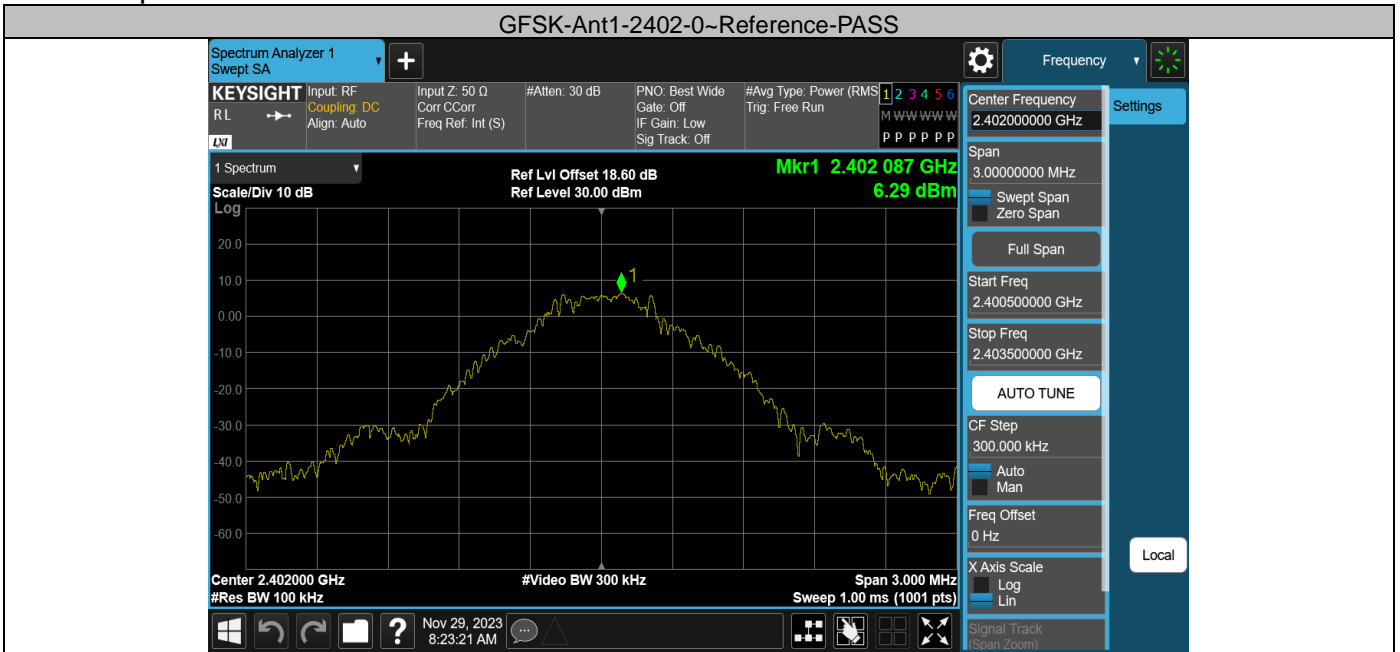 GFSK-Ant1-2402-0~Reference-PASS
Spectrum Analyzer 1
Swept SA
+
Frequency
KEYSIGHT
RL
LXI
Input: RF
Coupling: DC
Align: Auto
Input Z: 50 Ω
Corr CCorr
Freq Ref: Int (S)
#Atten: 30 dB
PNO: Best Wide
Gate: Off
IF Gain: Low
Sig Track: Off
#Avg Type: Power (RMS
Trig: Free Run
1 2 3 4 5 6
M W W W W W
P P P P P P
1 Spectrum
Scale/Div 10 dB
Ref Lvl Offset 18.60 dB
Ref Level 30.00 dBm
Mkr1 2.402 087 GHz
6.29 dBm
Log
20.0
10.0
0.00
-10.0
-20.0
-30.0
-40.0
-50.0
-60.0
1
Center 2.402000 GHz
#Res BW 100 kHz
#Video BW 300 kHz
Span 3.000 MHz
Sweep 1.00 ms (1001 pts)
?
Nov 29, 2023
8:23:21 AM
Center Frequency
2.402000000 GHz
Span
3.00000000 MHz
Swept Span
Zero Span
Full Span
Start Freq
2.400500000 GHz
Stop Freq
2.403500000 GHz
AUTO TUNE
CF Step
300.000 kHz
Auto
Man
Freq Offset
0 Hz
X Axis Scale
Log
Lin
Signal Track
(Span Zoom)
Settings
Local